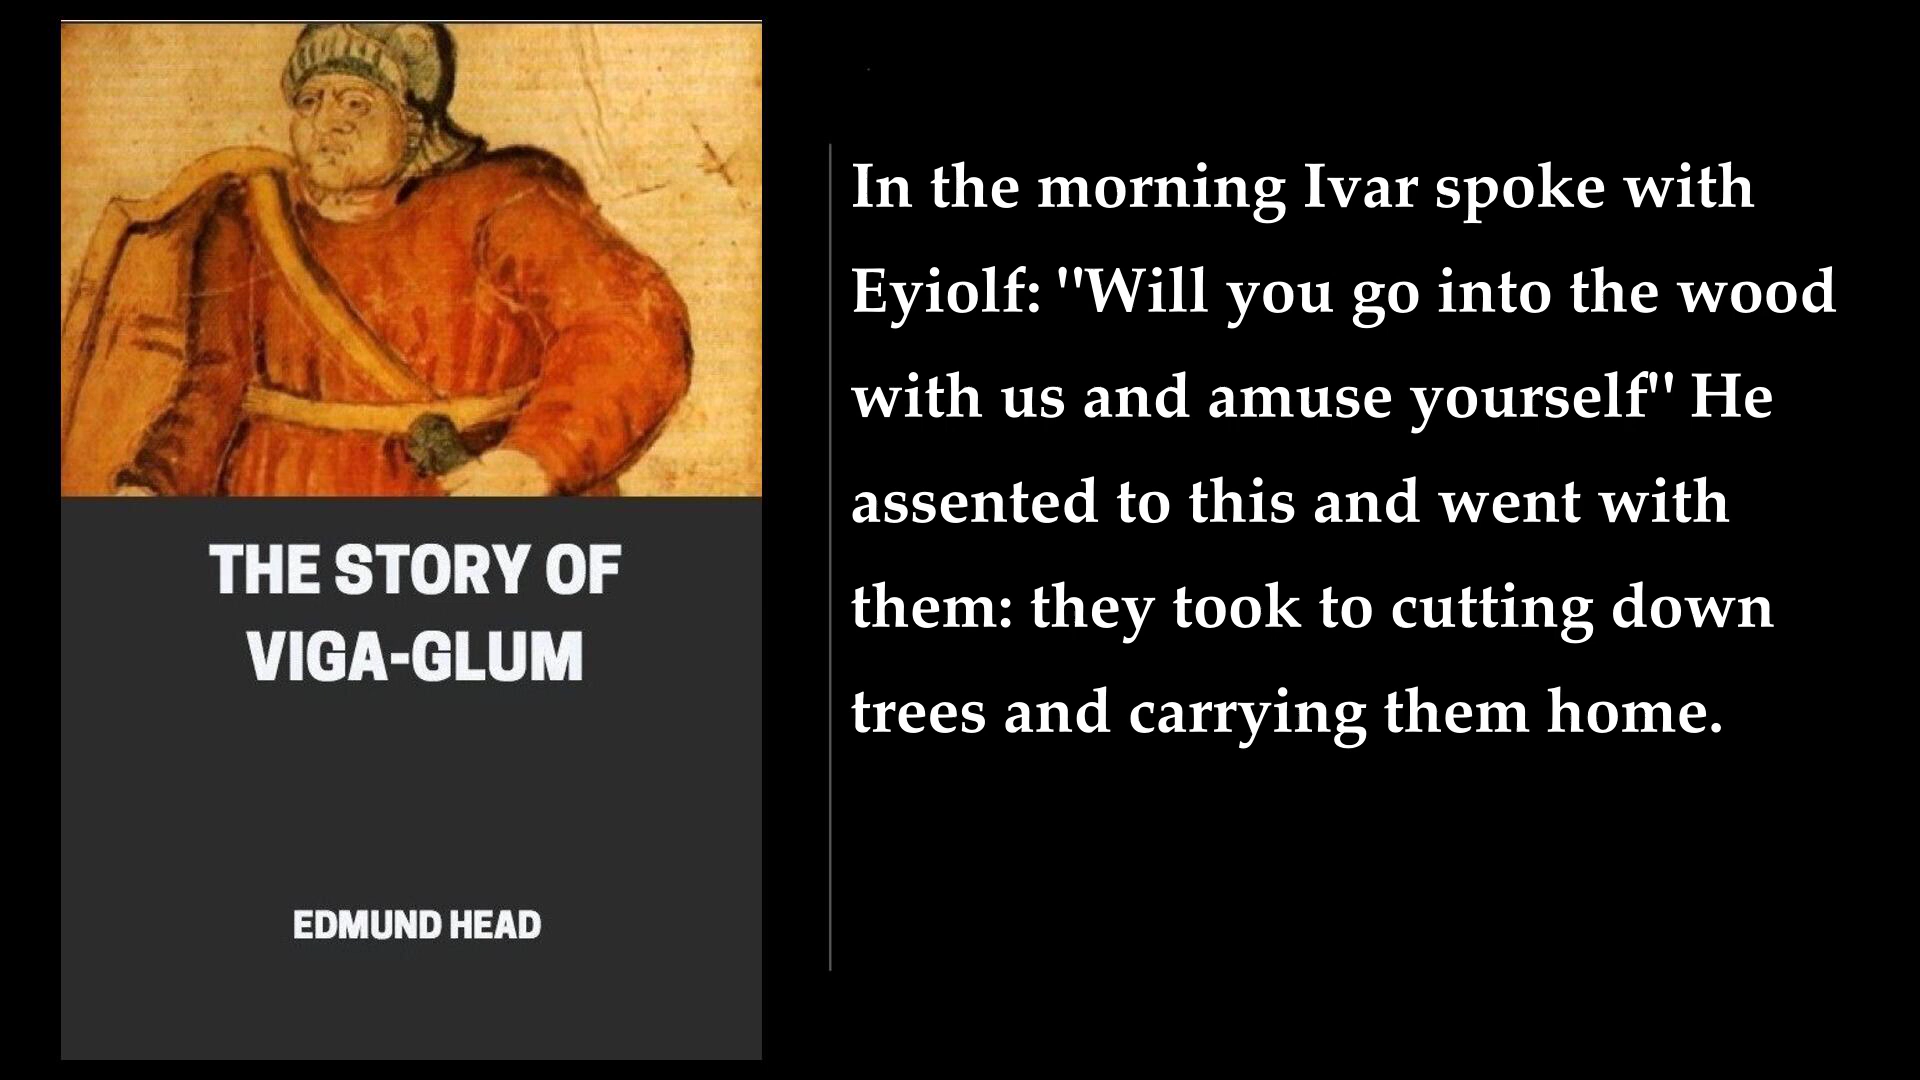 THE STORY OF
VIGA-GLUM
EDMUND HEAD
In the morning Ivar spoke with
Eyiolf: "Will you go into the wood
with us and amuse yourself" He
assented to this and went with
them: they took to cutting down
trees and carrying them home.